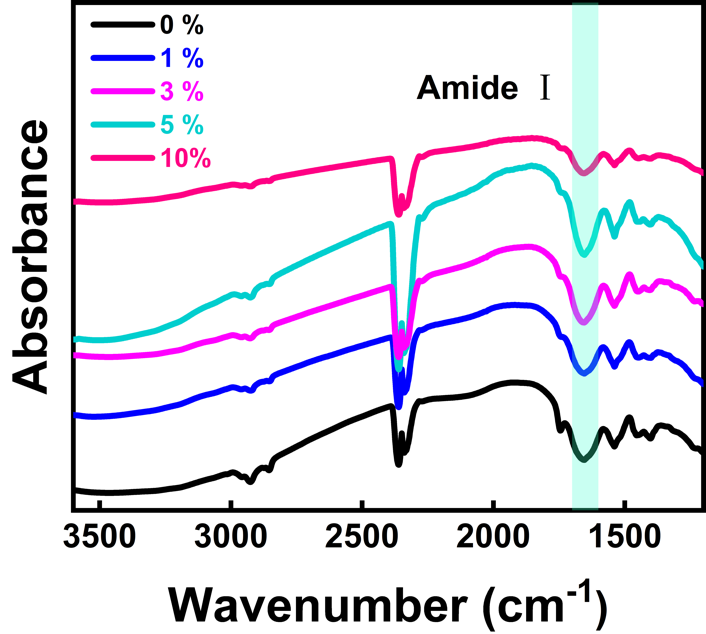 0 %
1 %
3 %
5 %
10%
Amide I
Absorbance
3500 3000 2500 2000 1500
Wavenumber (cm⁻¹)